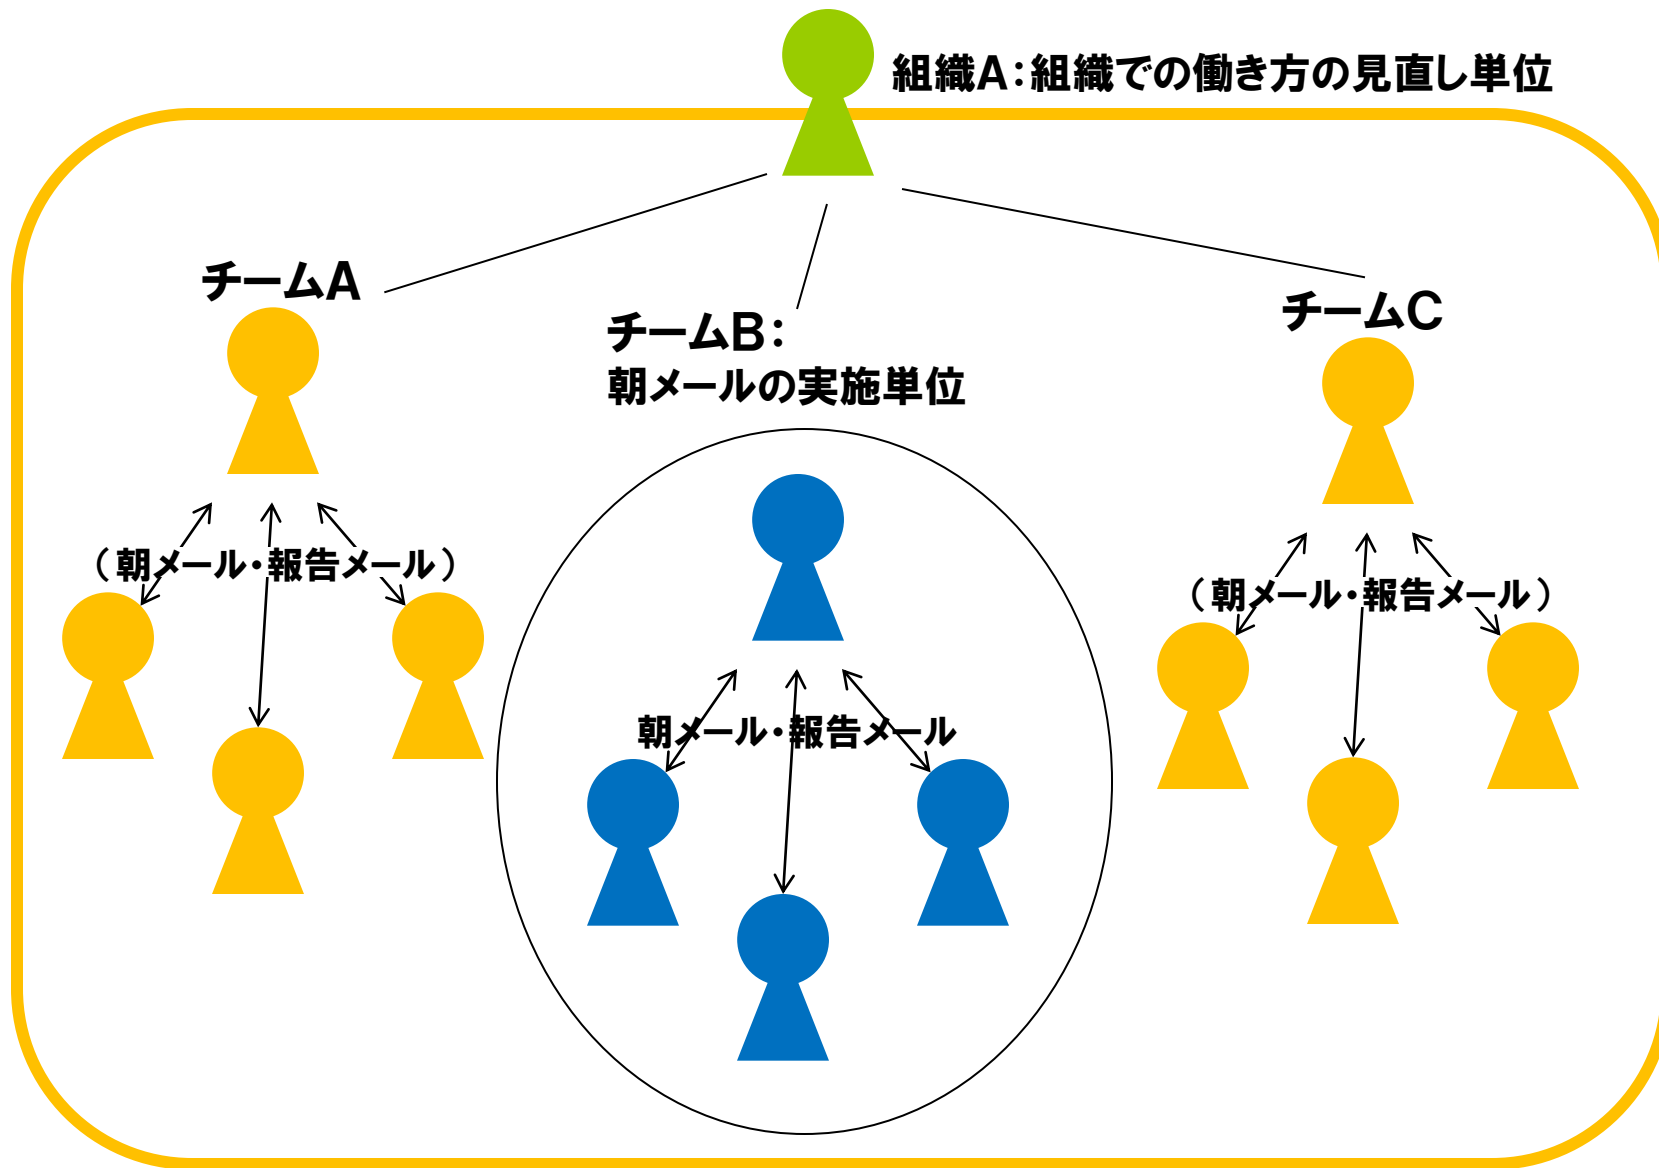 組織A：組織での働き方の見直し単位
チームA
チームB：
朝メールの実施単位
チームC
（朝メール・報告メール）
（朝メール・報告メール）
朝メール・報告メール